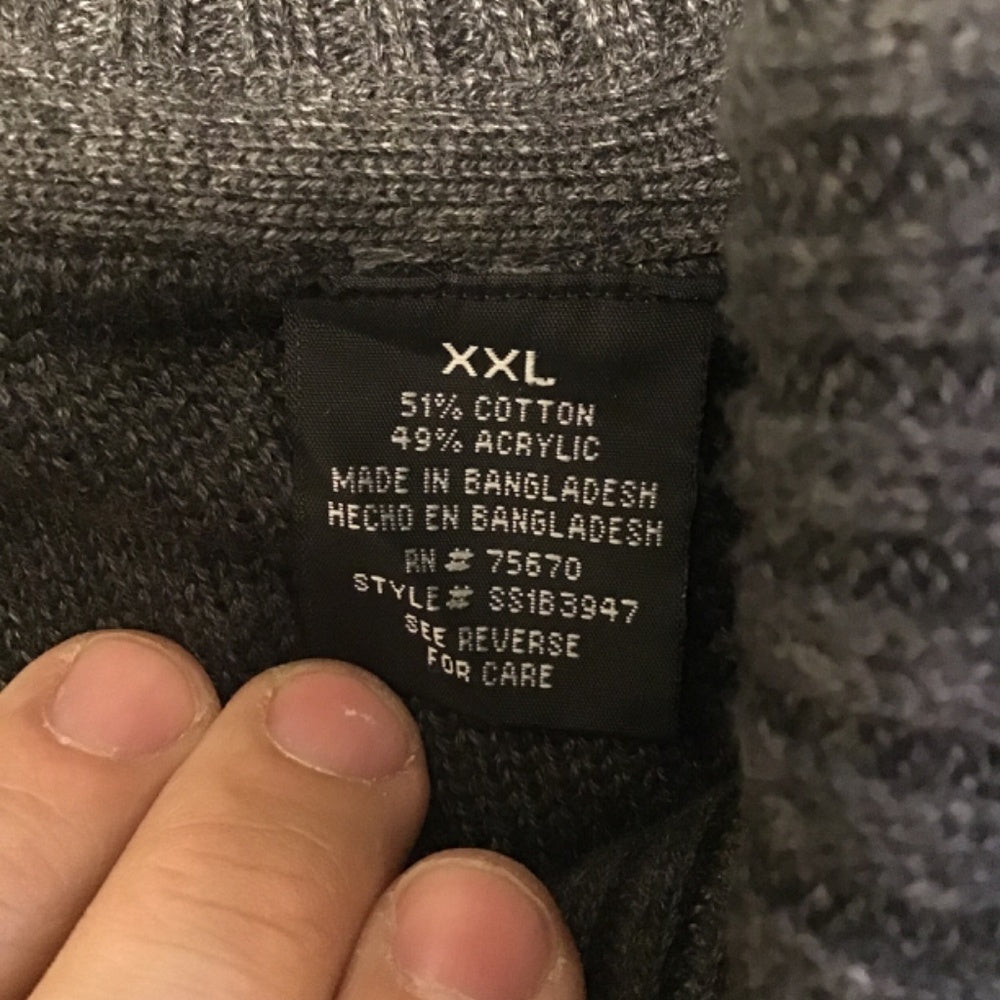 XXL
51% COTTON
49% ACRYLIC
MADE IN BANGLADESH
HECHO EN BANGLADESH
RN # 75670
STYLE # SS1B3947
SEE REVERSE
FOR CARE